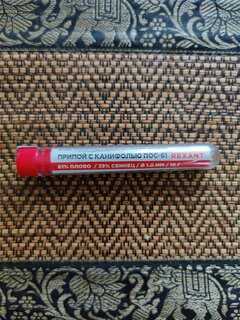 ПРИПОЙ С КАНИФОЛЬЮ ПОС-61 REXANT
61% ОЛОВО / 39% СВИНЕЦ / Ø 1.0 ММ / 10 Г